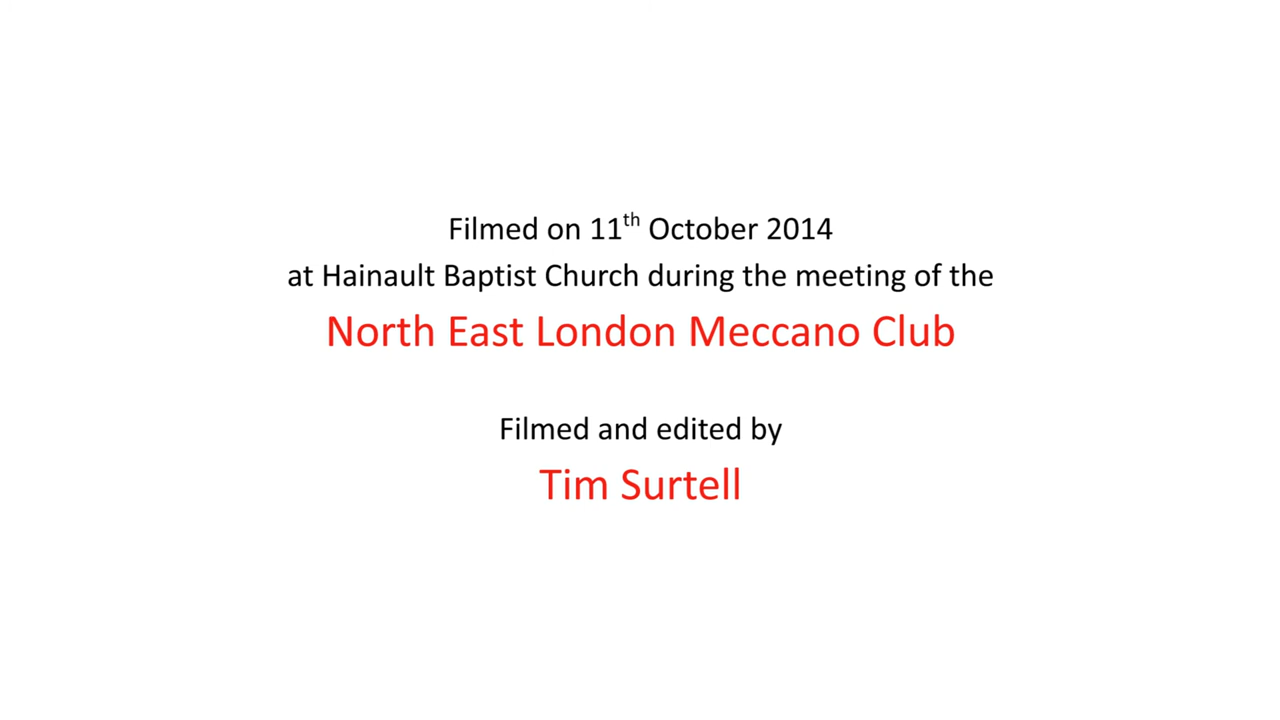 Filmed on 11th October 2014
at Hainault Baptist Church during the meeting of the
North East London Meccano Club
Filmed and edited by
Tim Surtell